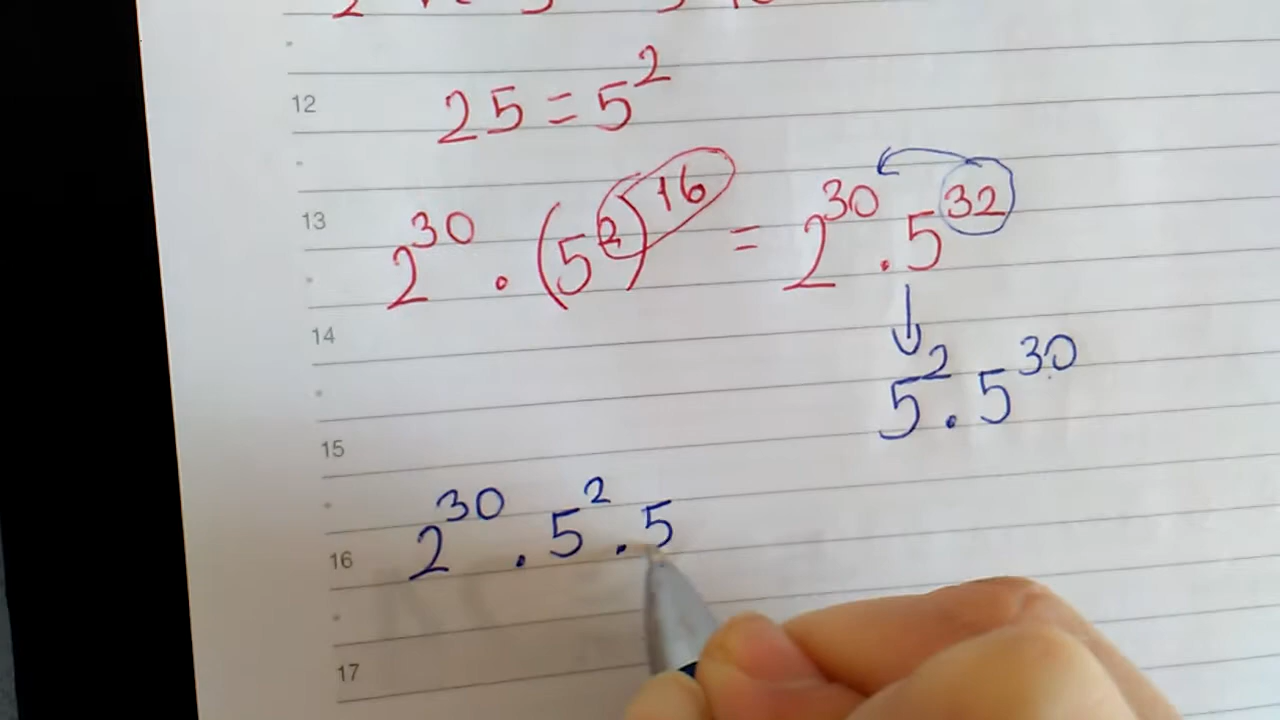 12 25 = 5²
13 2³⁰ . (5²)¹⁶ = 2³⁰ . 5³²
14 5² . 5³⁰
15
16 2³⁰ . 5² . 5
17